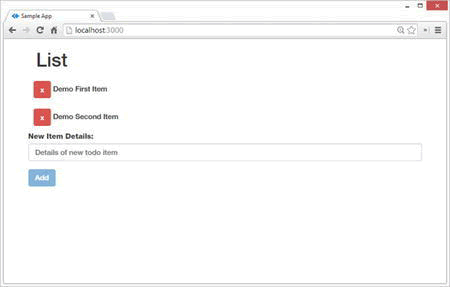 Sample App
localhost:3000
List
x Demo First Item
x Demo Second Item
New Item Details:
Details of new todo item
Add